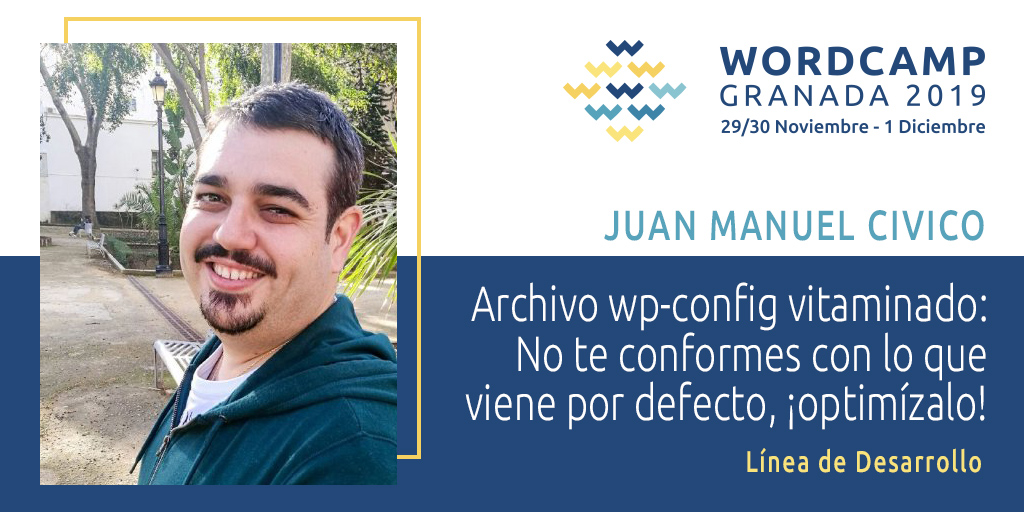 WORDCAMP
GRANADA 2019
29/30 Noviembre - 1 Diciembre
JUAN MANUEL CIVICO
Archivo wp-config vitaminado:
No te conformes con lo que
viene por defecto, ¡optimízalo!
Línea de Desarrollo